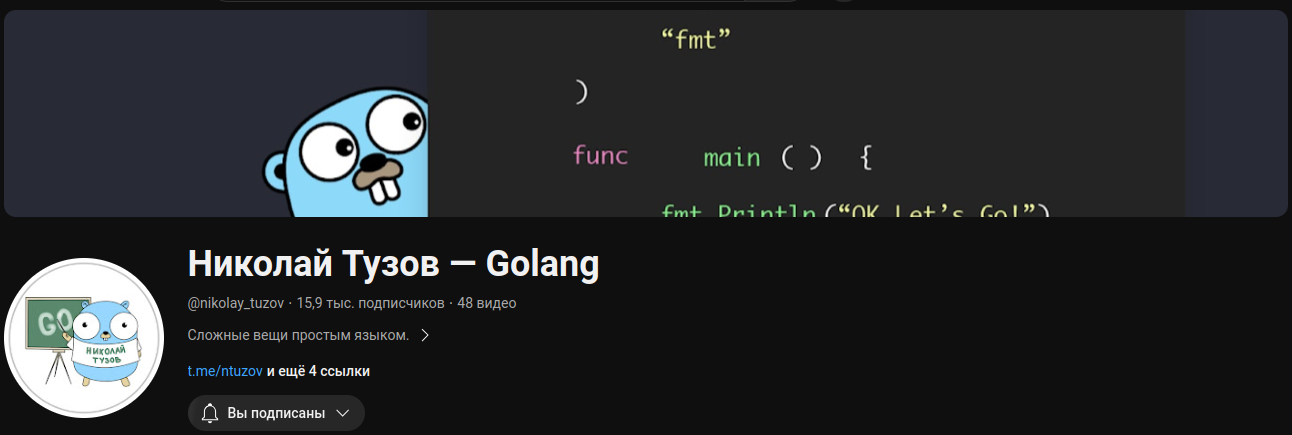 “fmt”
)
func main ( ) {
fmt.Println(“OK Let’s Go!”)
Николай Тузов — Golang
@nikolay_tuzov · 15,9 тыс. подписчиков · 48 видео
GO
НИКОЛАЙ
ТУЗОВ
Сложные вещи простым языком.
t.me/ntuzov и ещё 4 ссылки
Вы подписаны